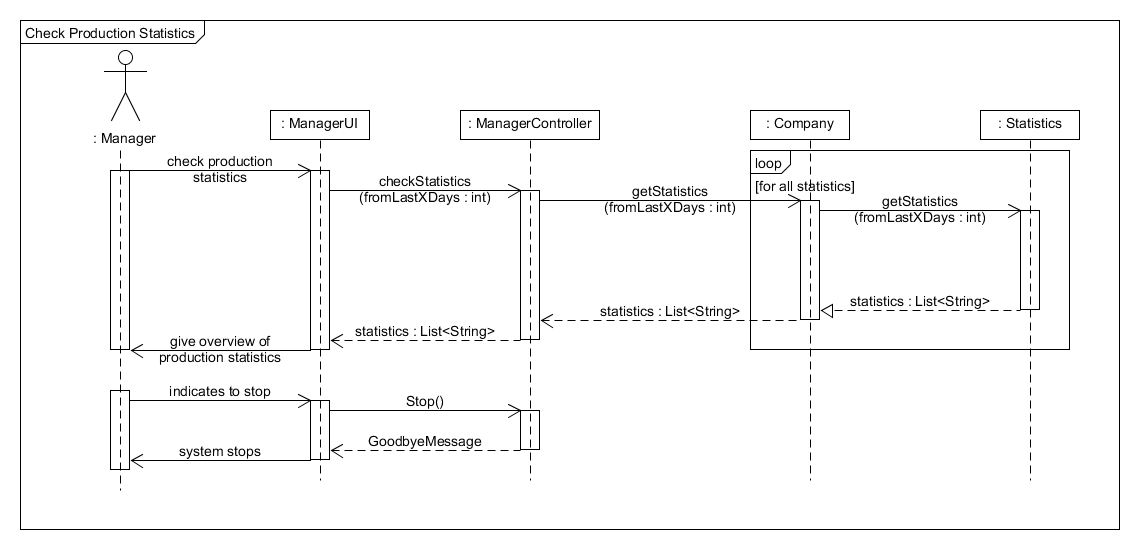 Check Production Statistics
: Manager
: ManagerUI
: ManagerController
: Company
: Statistics
loop
[for all statistics]
check production
statistics
checkStatistics
(fromLastXDays : int)
getStatistics
(fromLastXDays : int)
getStatistics
(fromLastXDays : int)
statistics : List<String>
statistics : List<String>
statistics : List<String>
give overview of
production statistics
indicates to stop
Stop()
GoodbyeMessage
system stops